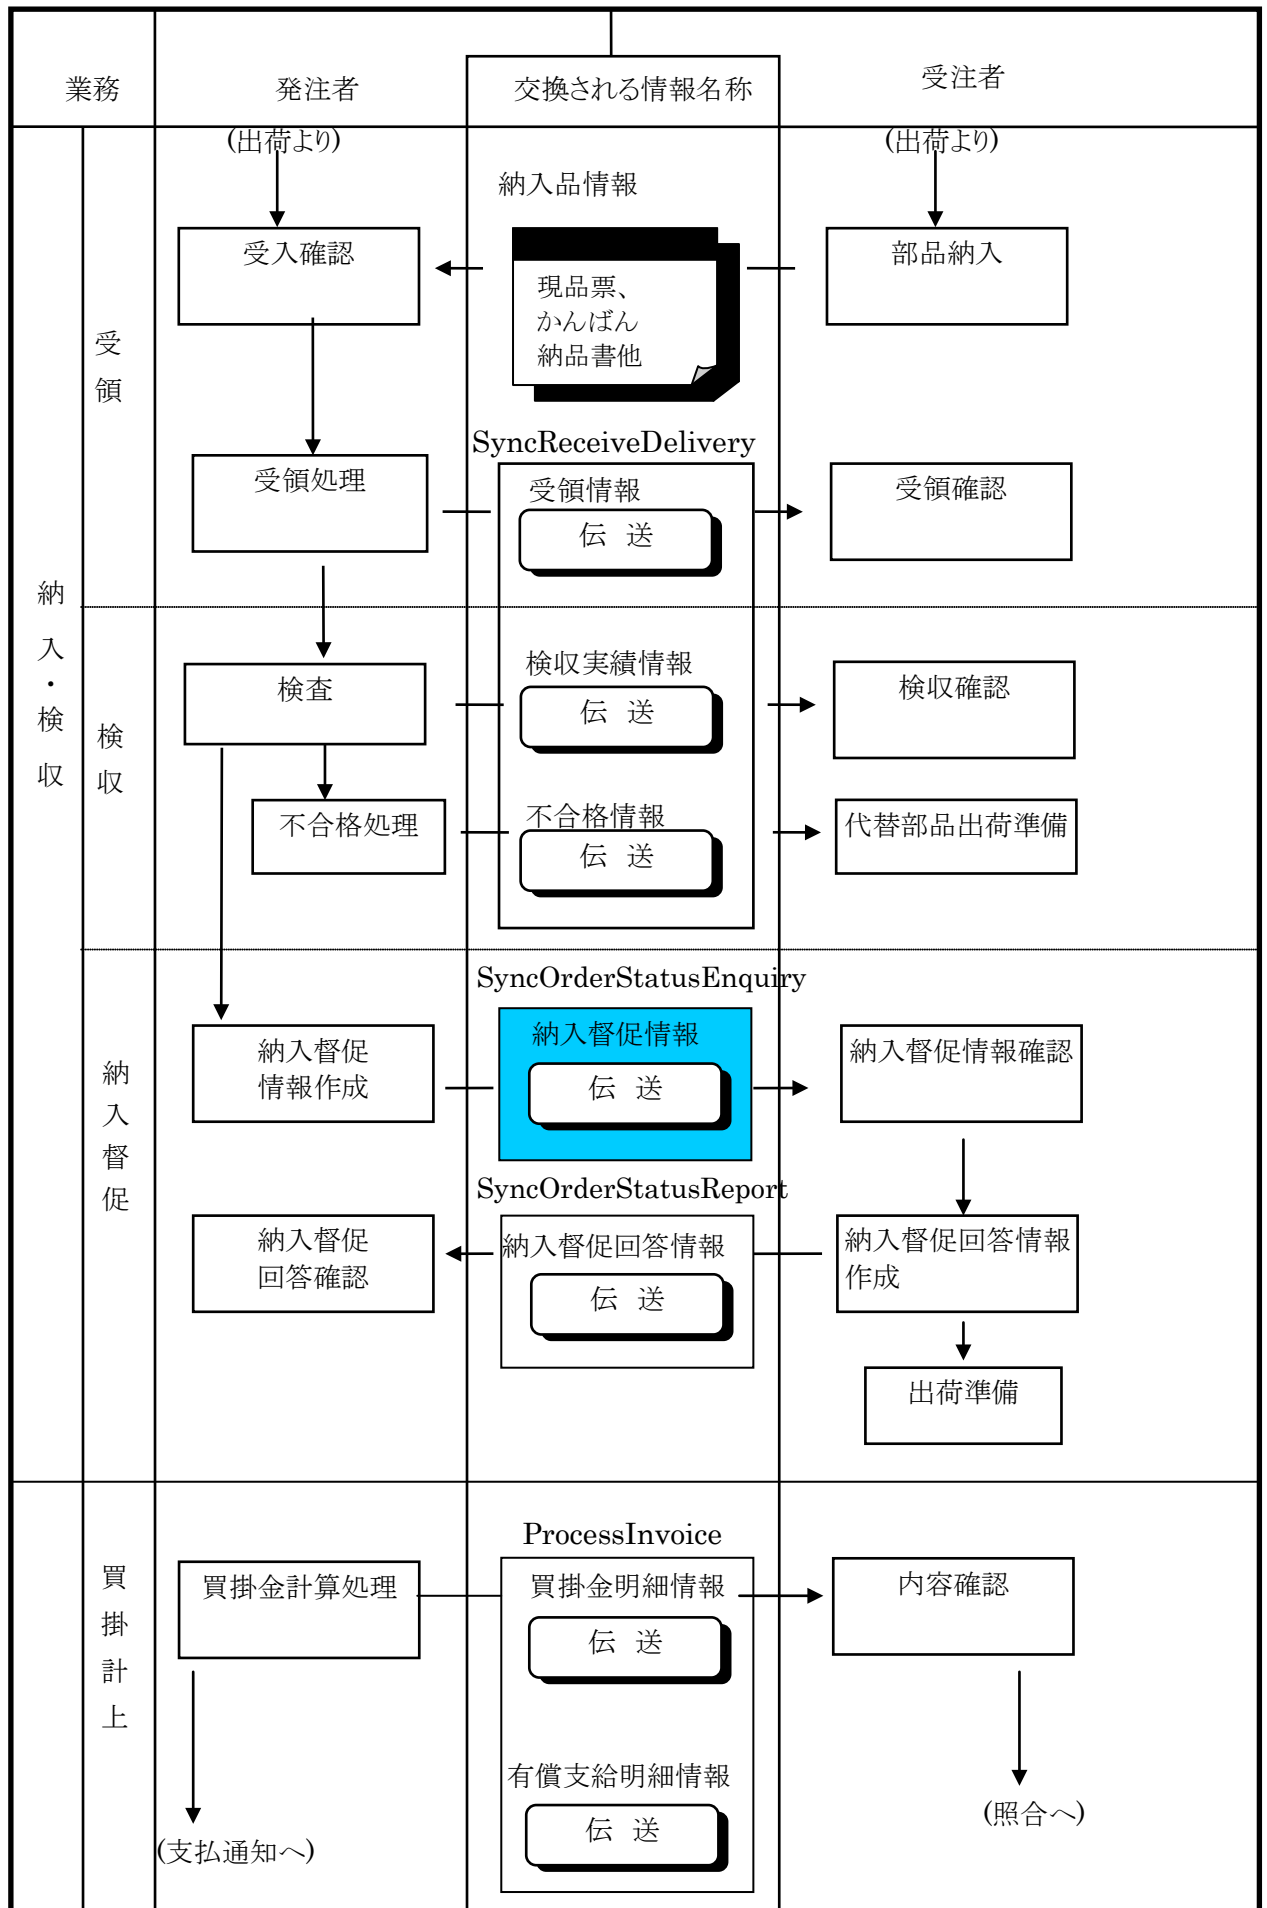 業務
発注者
交換される情報名称
受注者
(出荷より)
(出荷より)
納入品情報
受入確認
現品票、
かんばん
納品書他
部品納入
受領
SyncReceiveDelivery
受領処理
受領情報
伝 送
受領確認
納入・検収
検収
検査
検収実績情報
伝 送
検収確認
不合格処理
不合格情報
伝 送
代替部品出荷準備
納入督促
SyncOrderStatusEnquiry
納入督促
情報作成
納入督促情報
伝 送
納入督促情報確認
SyncOrderStatusReport
納入督促
回答確認
納入督促回答情報
伝 送
納入督促回答情報
作成
出荷準備
買掛計上
ProcessInvoice
買掛金計算処理
買掛金明細情報
伝 送
内容確認
有償支給明細情報
伝 送
(支払通知へ)
(照合へ)